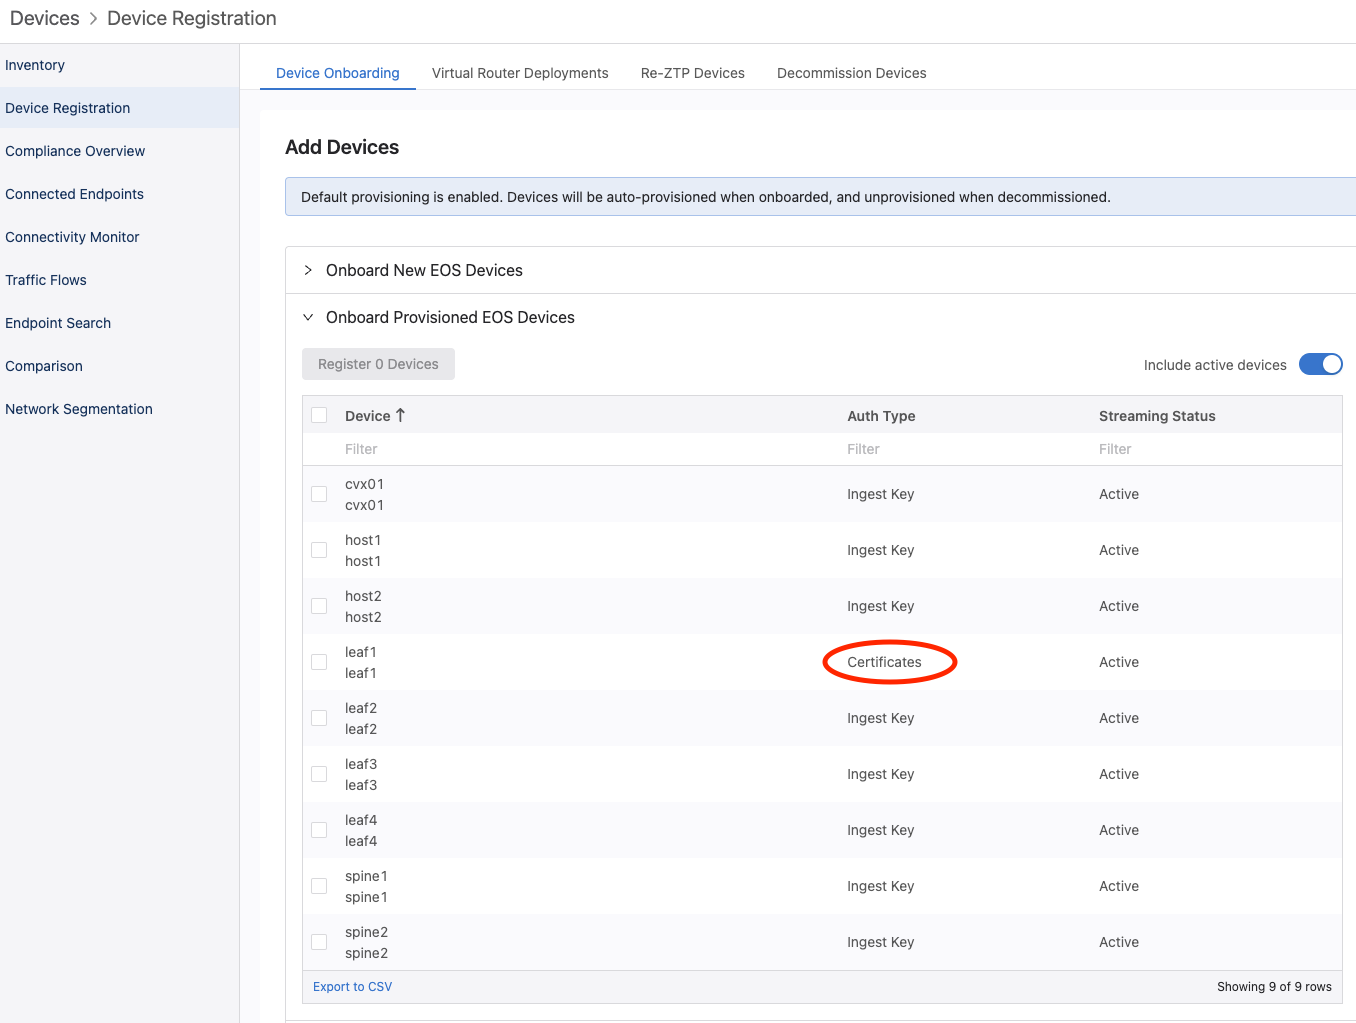 Devices > Device Registration
Inventory
Device Registration
Compliance Overview
Connected Endpoints
Connectivity Monitor
Traffic Flows
Endpoint Search
Comparison
Network Segmentation
Device Onboarding Virtual Router Deployments Re-ZTP Devices Decommission Devices
Add Devices
Default provisioning is enabled. Devices will be auto-provisioned when onboarded, and unprovisioned when decommissioned.
Onboard New EOS Devices
Onboard Provisioned EOS Devices
Register 0 Devices Include active devices
Device ↑ Auth Type Streaming Status
Filter Filter Filter
cvx01
cvx01 Ingest Key Active
host1
host1 Ingest Key Active
host2
host2 Ingest Key Active
leaf1
leaf1 Certificates Active
leaf2
leaf2 Ingest Key Active
leaf3
leaf3 Ingest Key Active
leaf4
leaf4 Ingest Key Active
spine1
spine1 Ingest Key Active
spine2
spine2 Ingest Key Active
Export to CSV Showing 9 of 9 rows